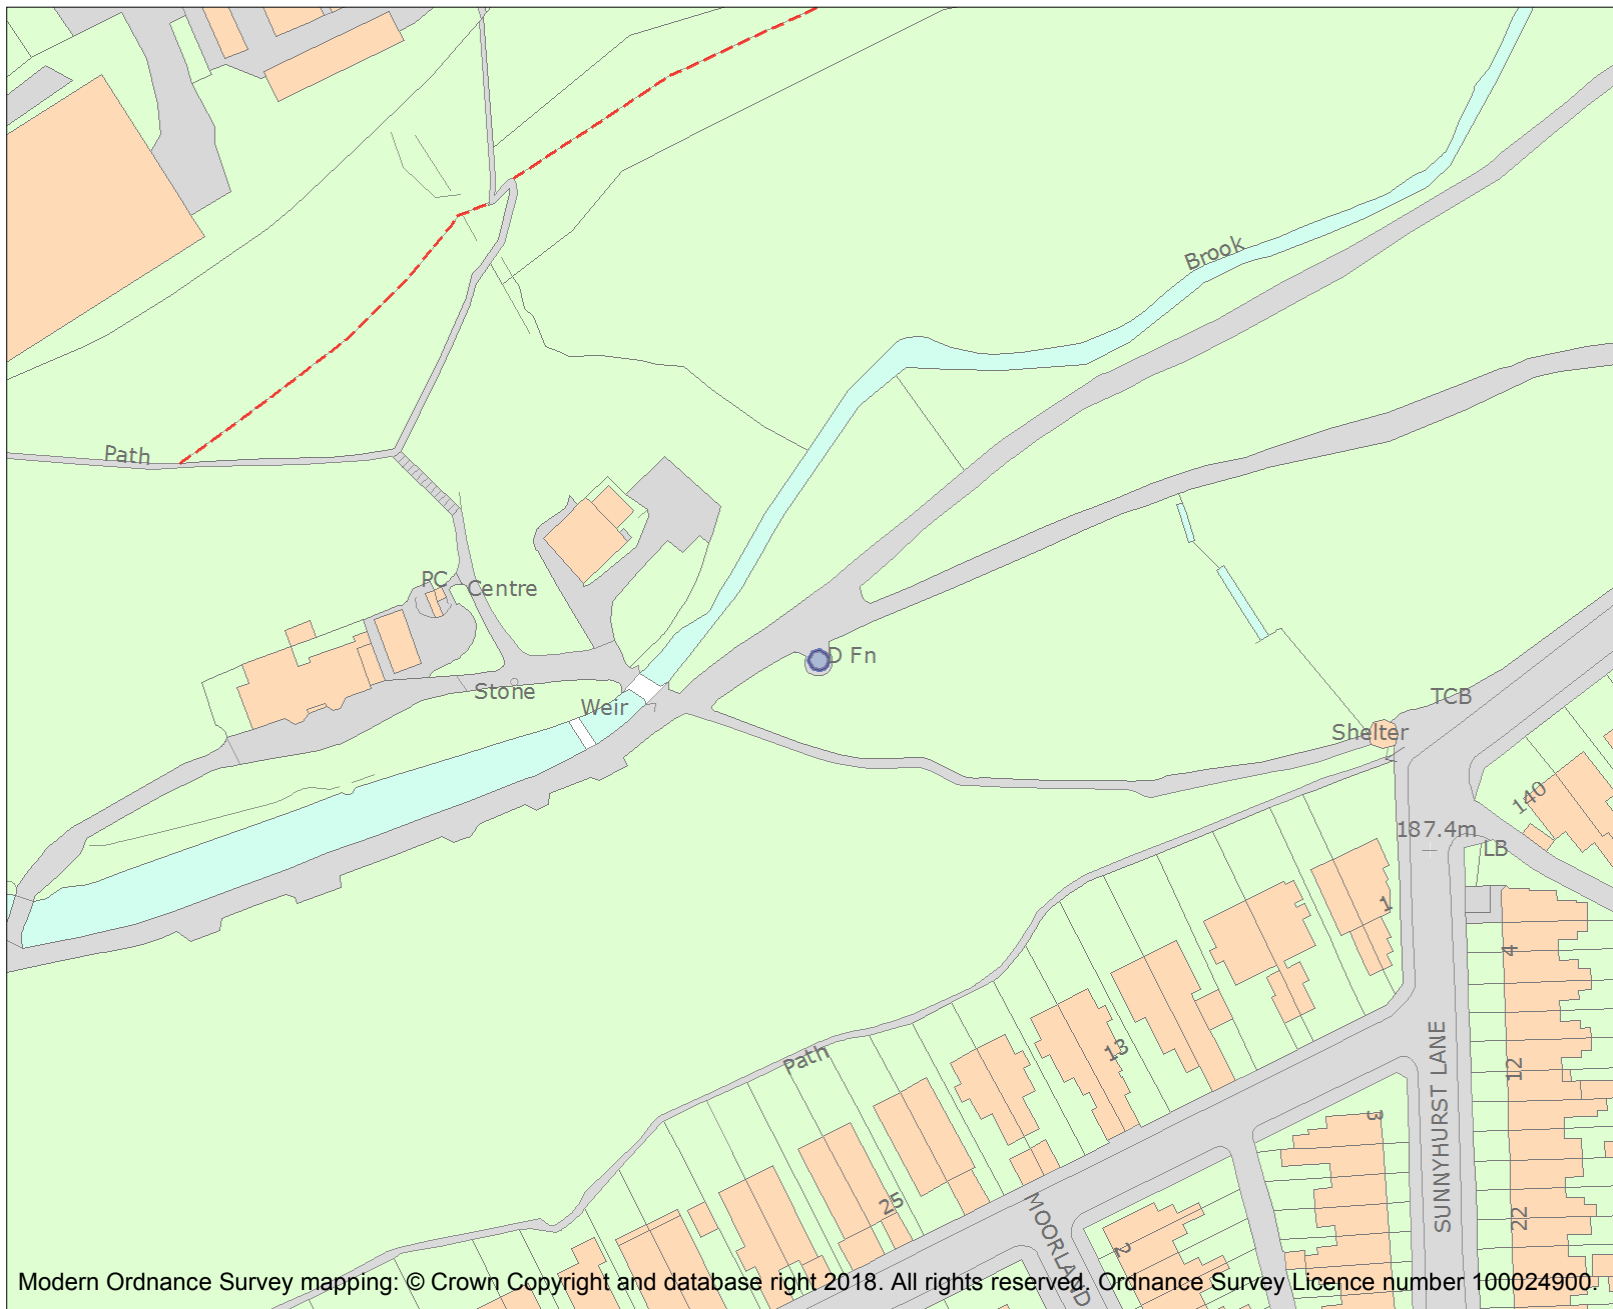 Brook
Path
PC
Centre
D Fn
Stone
Weir
TCB
Shelter
140
187.4m
LB
1
4
Path
13
12
SUNNYHURST LANE
3
25
MOORLAND
2
22
Modern Ordnance Survey mapping: © Crown Copyright and database right 2018. All rights reserved. Ordnance Survey Licence number 100024900.